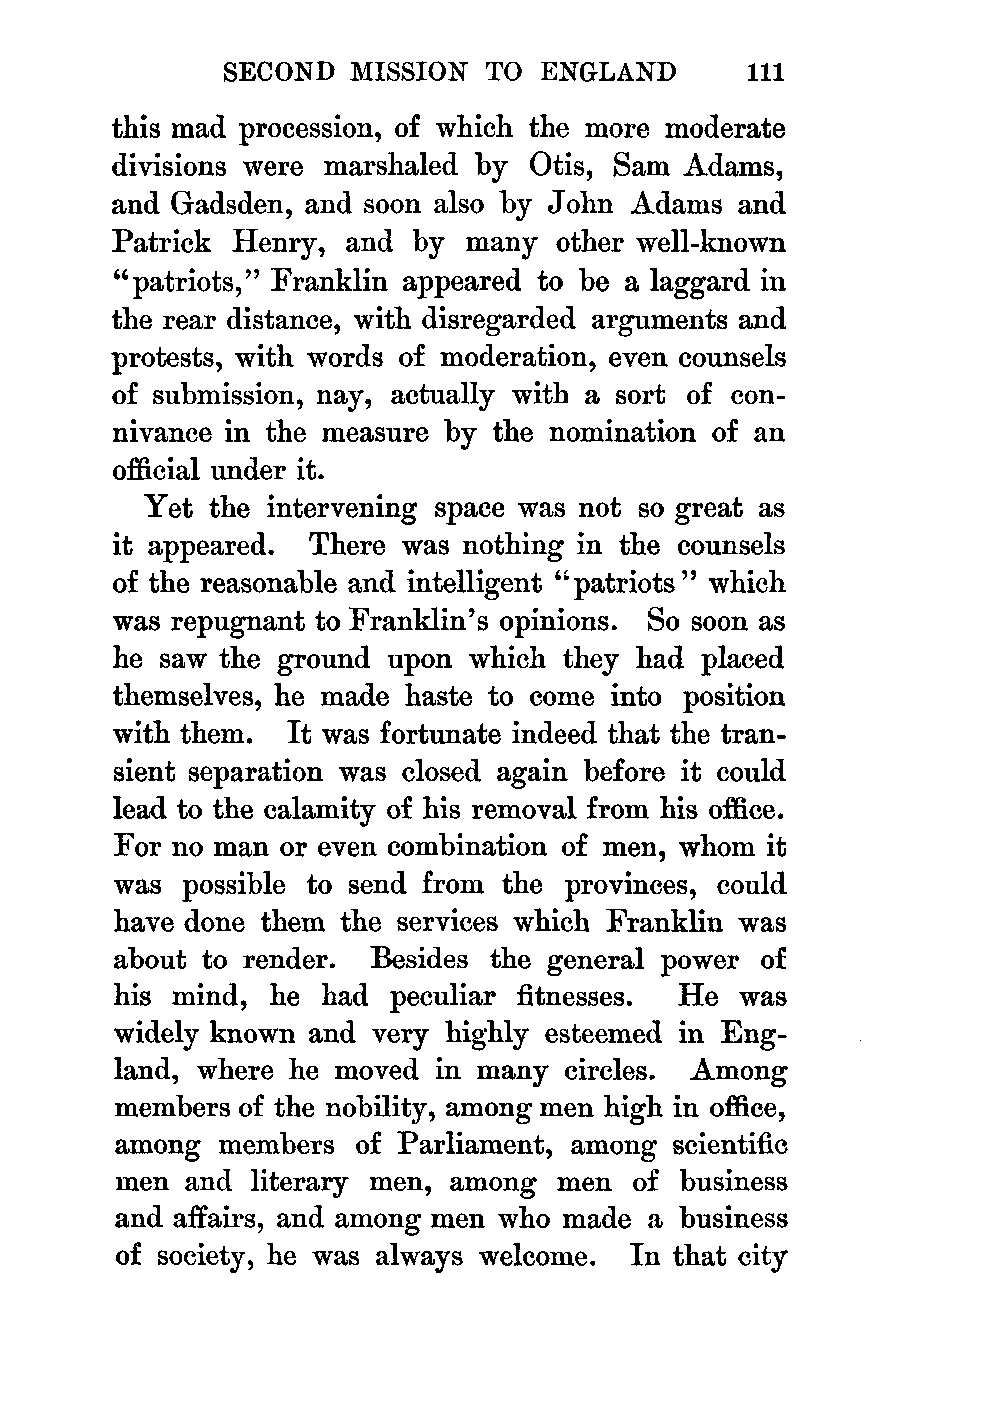 SECOND MISSION TO ENGLAND 111
this mad procession, of which the more moderate
divisions were marshaled by Otis, Sam Adams,
and Gadsden, and soon also by John Adams and
Patrick Henry, and by many other well-known
“patriots,” Franklin appeared to be a laggard in
the rear distance, with disregarded arguments and
protests, with words of moderation, even counsels
of submission, nay, actually with a sort of con-
nivance in the measure by the nomination of an
official under it.
Yet the intervening space was not so great as
it appeared. There was nothing in the counsels
of the reasonable and intelligent “patriots” which
was repugnant to Franklin’s opinions. So soon as
he saw the ground upon which they had placed
themselves, he made haste to come into position
with them. It was fortunate indeed that the tran-
sient separation was closed again before it could
lead to the calamity of his removal from his office.
For no man or even combination of men, whom it
was possible to send from the provinces, could
have done them the services which Franklin was
about to render. Besides the general power of
his mind, he had peculiar fitnesses. He was
widely known and very highly esteemed in Eng-
land, where he moved in many circles. Among
members of the nobility, among men high in office,
among members of Parliament, among scientific
men and literary men, among men of business
and affairs, and among men who made a business
of society, he was always welcome. In that city